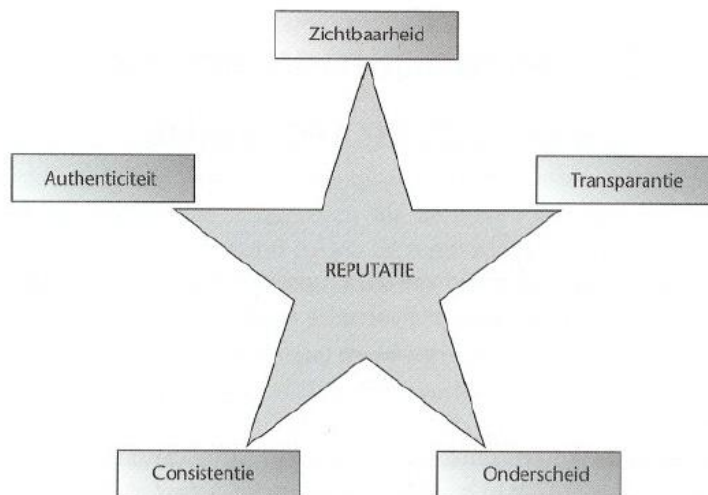 Zichtbaarheid
Authenticiteit
Transparantie
REPUTATIE
Consistentie
Onderscheid